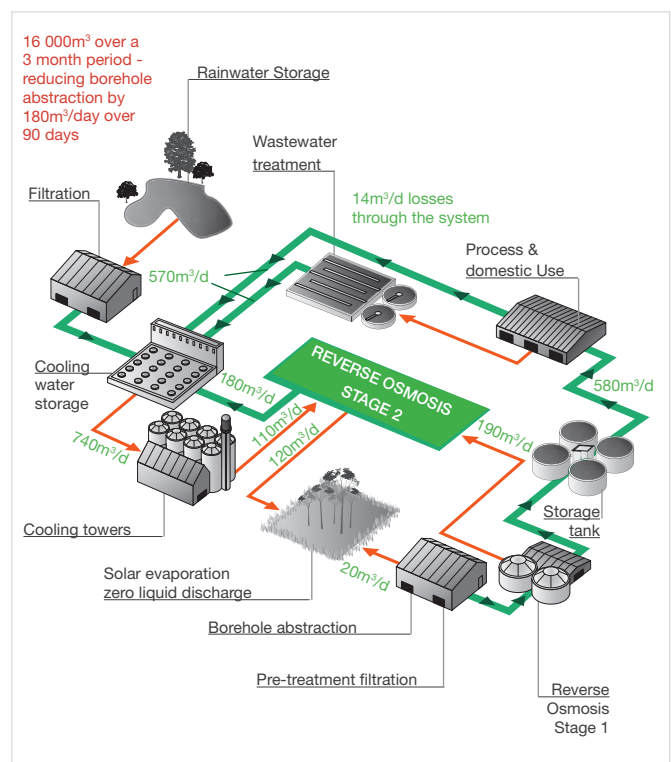 16 000m³ over a
3 month period -
reducing borehole
abstraction by
180m³/day over
90 days
Rainwater Storage
Wastewater
treatment
Filtration
14m³/d losses
through the system
Process &
domestic Use
570m³/d
REVERSE OSMOSIS
STAGE 2
Cooling
water
storage
180m³/d
580m³/d
110m³/d
120m³/d
190m³/d
740m³/d
Cooling towers
Storage
tank
Solar evaporation
zero liquid discharge
20m³/d
Borehole abstraction
Pre-treatment filtration
Reverse
Osmosis
Stage 1